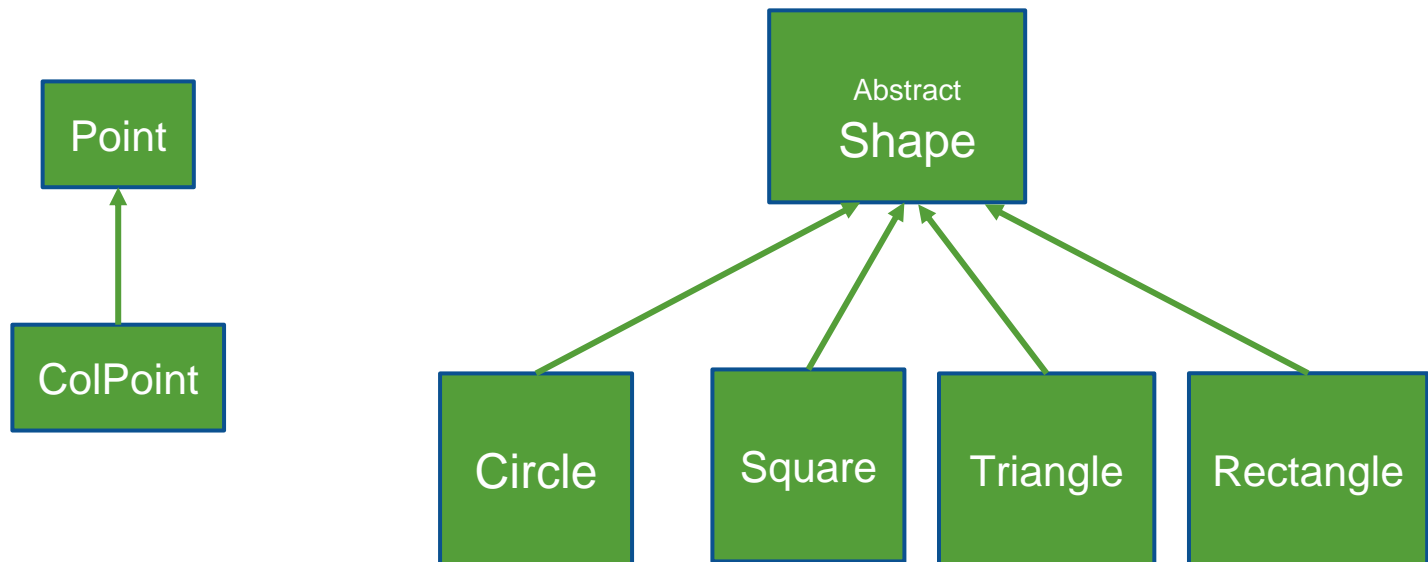 Point
ColPoint
Abstract
Shape
Circle
Square
Triangle
Rectangle